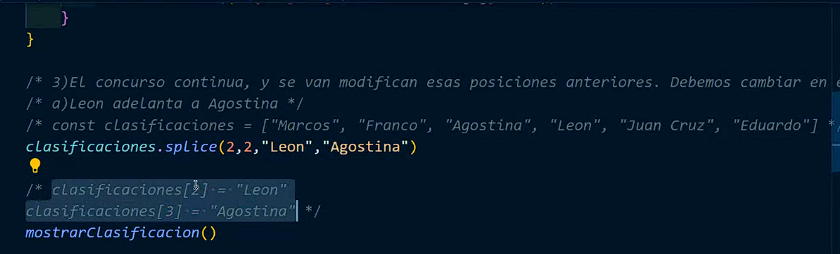 }
}
/* 3)El concurso continua, y se van modifican esas posiciones anteriores. Debemos cambiar en
/* a)Leon adelanta a Agostina */
/* const clasificaciones = ["Marcos", "Franco", "Agostina", "Leon", "Juan Cruz", "Eduardo"] *
clasificaciones.splice(2,2,"Leon","Agostina")
/* clasificaciones[2] = "Leon"
clasificaciones[3] = "Agostina" */
mostrarClasificacion()